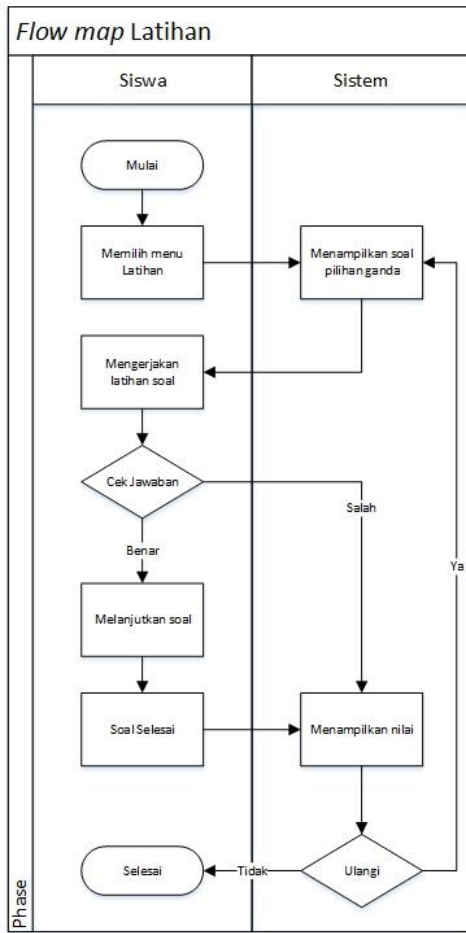 Flow map Latihan
Siswa
Sistem
Mulai
Memilih menu
Latihan
Menampilkan soal
pilihan ganda
Mengerjakan
latihan soal
Cek Jawaban
Salah
Benar
Ya
Melanjutkan soal
Soal Selesai
Menampilkan nilai
Selesai
Tidak
Ulangi
Phase